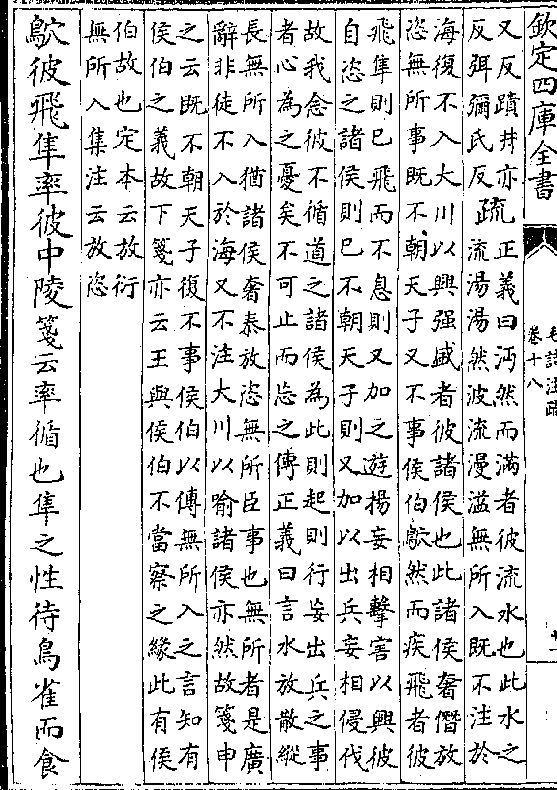 欽定四庫全書
卷十八
又反蹟井亦
反弭彌氏反
疏
正義曰沔然而滿者彼流水也此水之
流湯湯然波流漫溢無所入既不注於
海復不入大川以興强盛者彼諸侯也此諸侯奢僭放
恣無所事既不朝天子又不事侯伯鴥然而疾飛者彼
飛隼則已飛而不息則又加之遊揚妄相擊害以興彼
自恣之諸侯則已不朝天子則又加以出兵妄相侵伐
故我念彼不循道之諸侯為此則起則行妄出兵之事
者心為之憂矣不可止而忘之傳正義曰言水放散縱
長無所入猶諸侯奢泰放恣無所臣事也無所者是廣
辭非徒不入於海又不注大川以喻諸侯亦然故箋申
之云既不朝天子復不事侯伯以傳無所入之言知有
侯伯之義故下箋亦云王與侯伯不當察之緣此有侯
伯故也定本云放衍
無所入集注云放恣
鴥彼飛隼率彼中陵箋云率循也隼之性待鳥雀而食